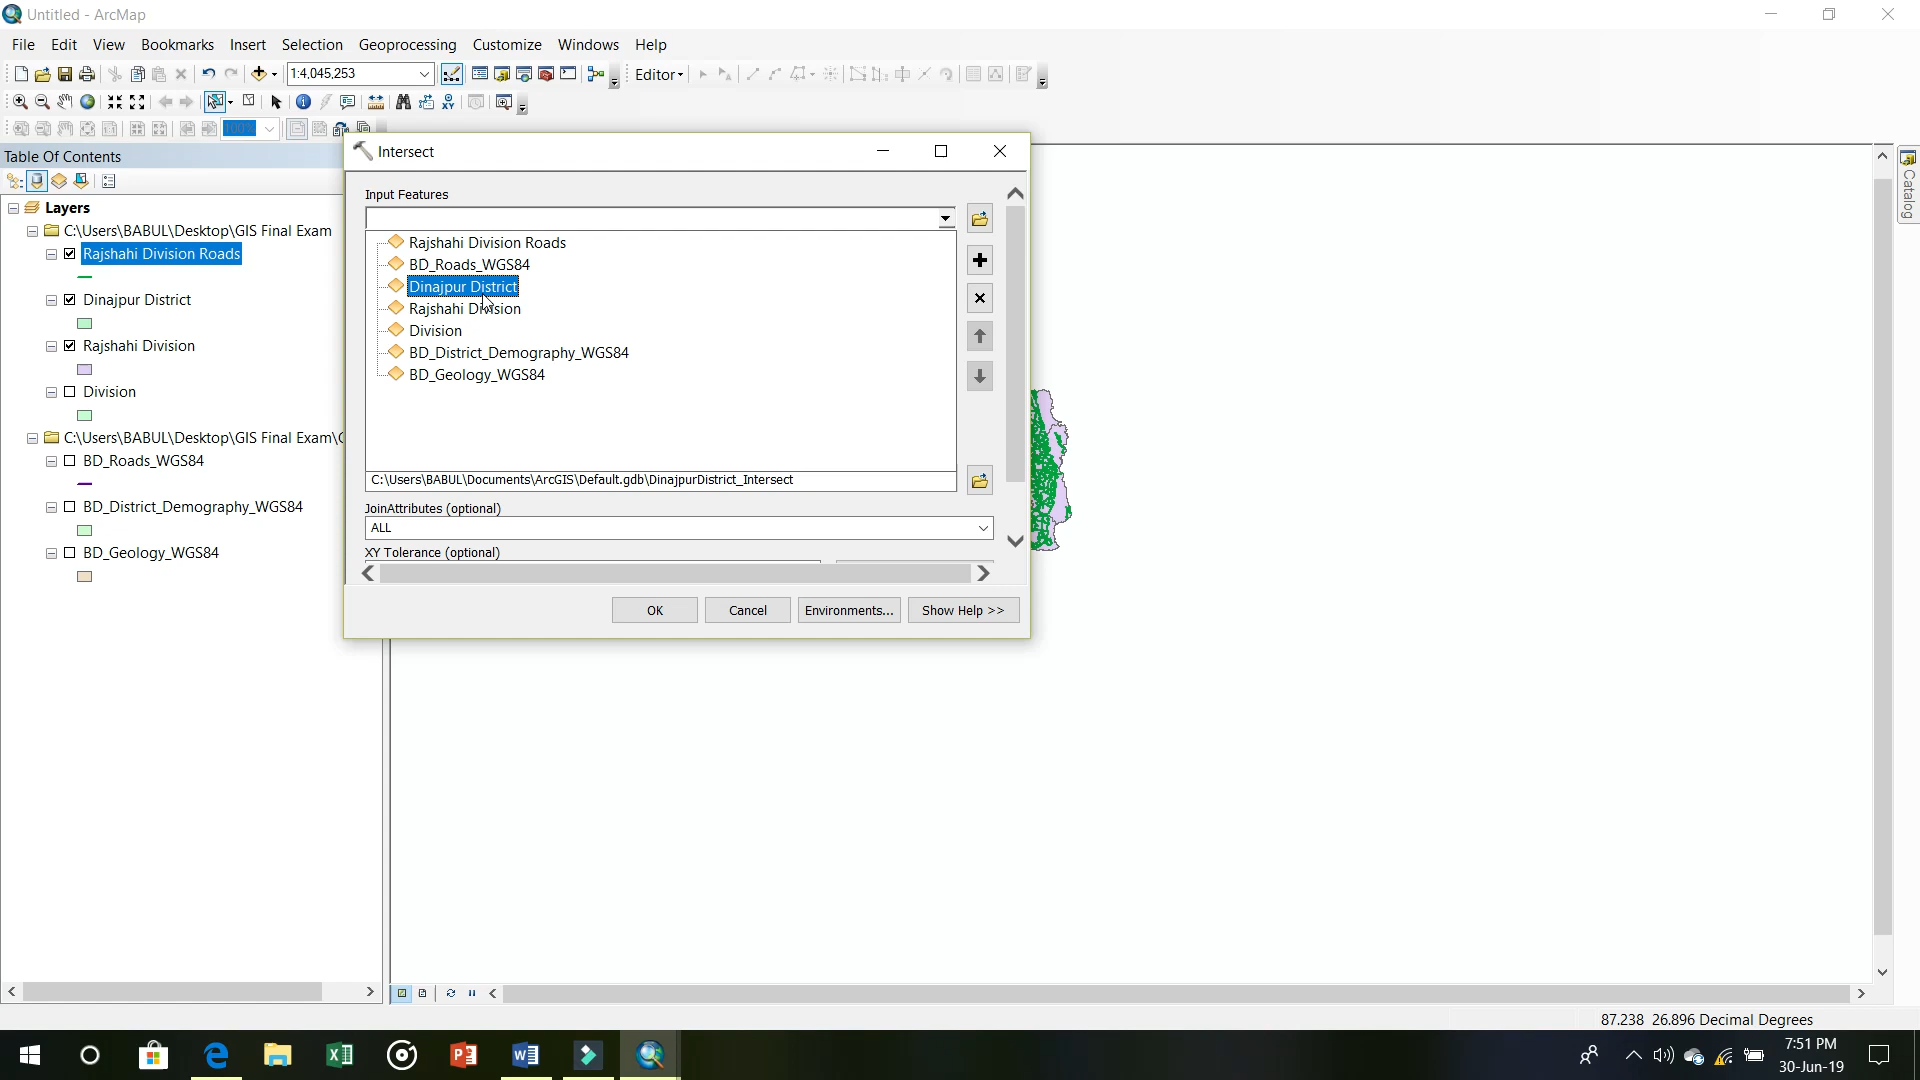 Untitled - ArcMap
File Edit View Bookmarks Insert Selection Geoprocessing Customize Windows Help
1:4,045,253
Editor
100%
Table Of Contents
Layers
C:\Users\BABUL\Desktop\GIS Final Exam
Rajshahi Division Roads
Dinajpur District
Rajshahi Division
Division
C:\Users\BABUL\Desktop\GIS Final Exam\
BD_Roads_WGS84
BD_District_Demography_WGS84
BD_Geology_WGS84
Intersect
Input Features
Rajshahi Division Roads
BD_Roads_WGS84
Dinajpur District
Rajshahi Division
Division
BD_District_Demography_WGS84
BD_Geology_WGS84
C:\Users\BABUL\Documents\ArcGIS\Default.gdb\DinajpurDistrict_Intersect
JoinAttributes (optional)
ALL
XY Tolerance (optional)
OK Cancel Environments... Show Help >>
Catalog
87.238 26.896 Decimal Degrees
7:51 PM
30-Jun-19